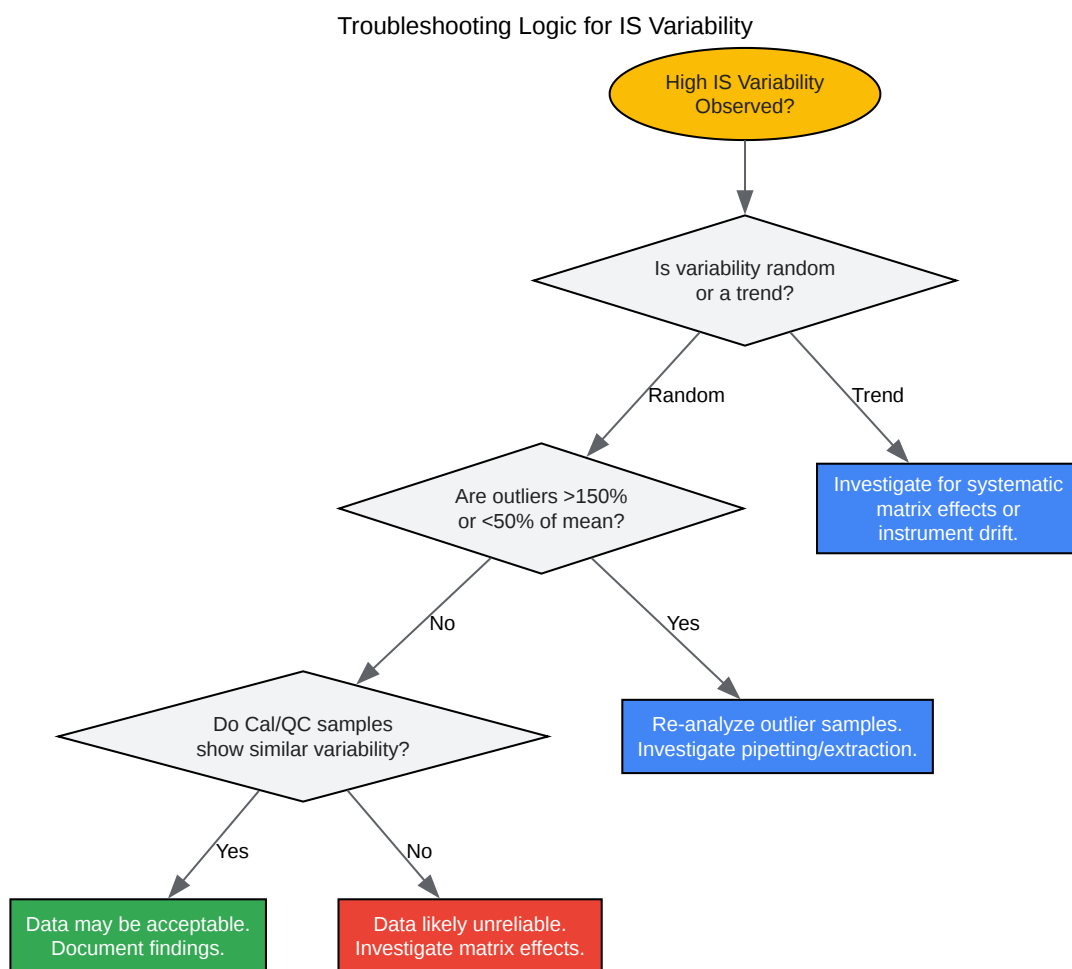 Troubleshooting Logic for IS Variability
High IS Variability
Observed?
Is variability random
or a trend?
Random
Trend
Are outliers >150%
or <50% of mean?
Investigate for systematic
matrix effects or
instrument drift.
No
Yes
Do Cal/QC samples
show similar variability?
Re-analyze outlier samples.
Investigate pipetting/extraction.
Yes
No
Data may be acceptable.
Document findings.
Data likely unreliable.
Investigate matrix effects.